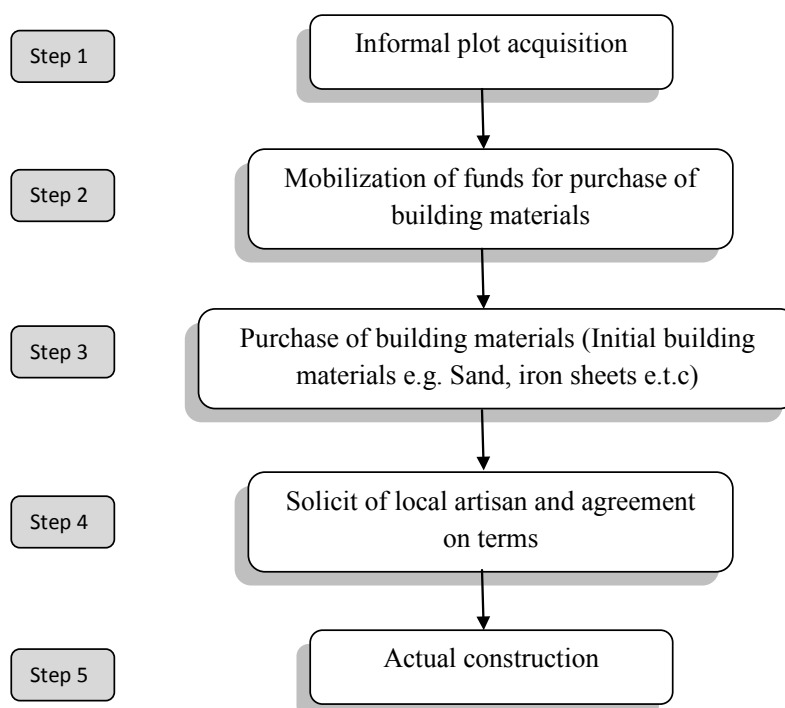 Step 1
Informal plot acquisition
Step 2
Mobilization of funds for purchase of
building materials
Step 3
Purchase of building materials (Initial building
materials e.g. Sand, iron sheets e.t.c)
Step 4
Solicit of local artisan and agreement
on terms
Step 5
Actual construction